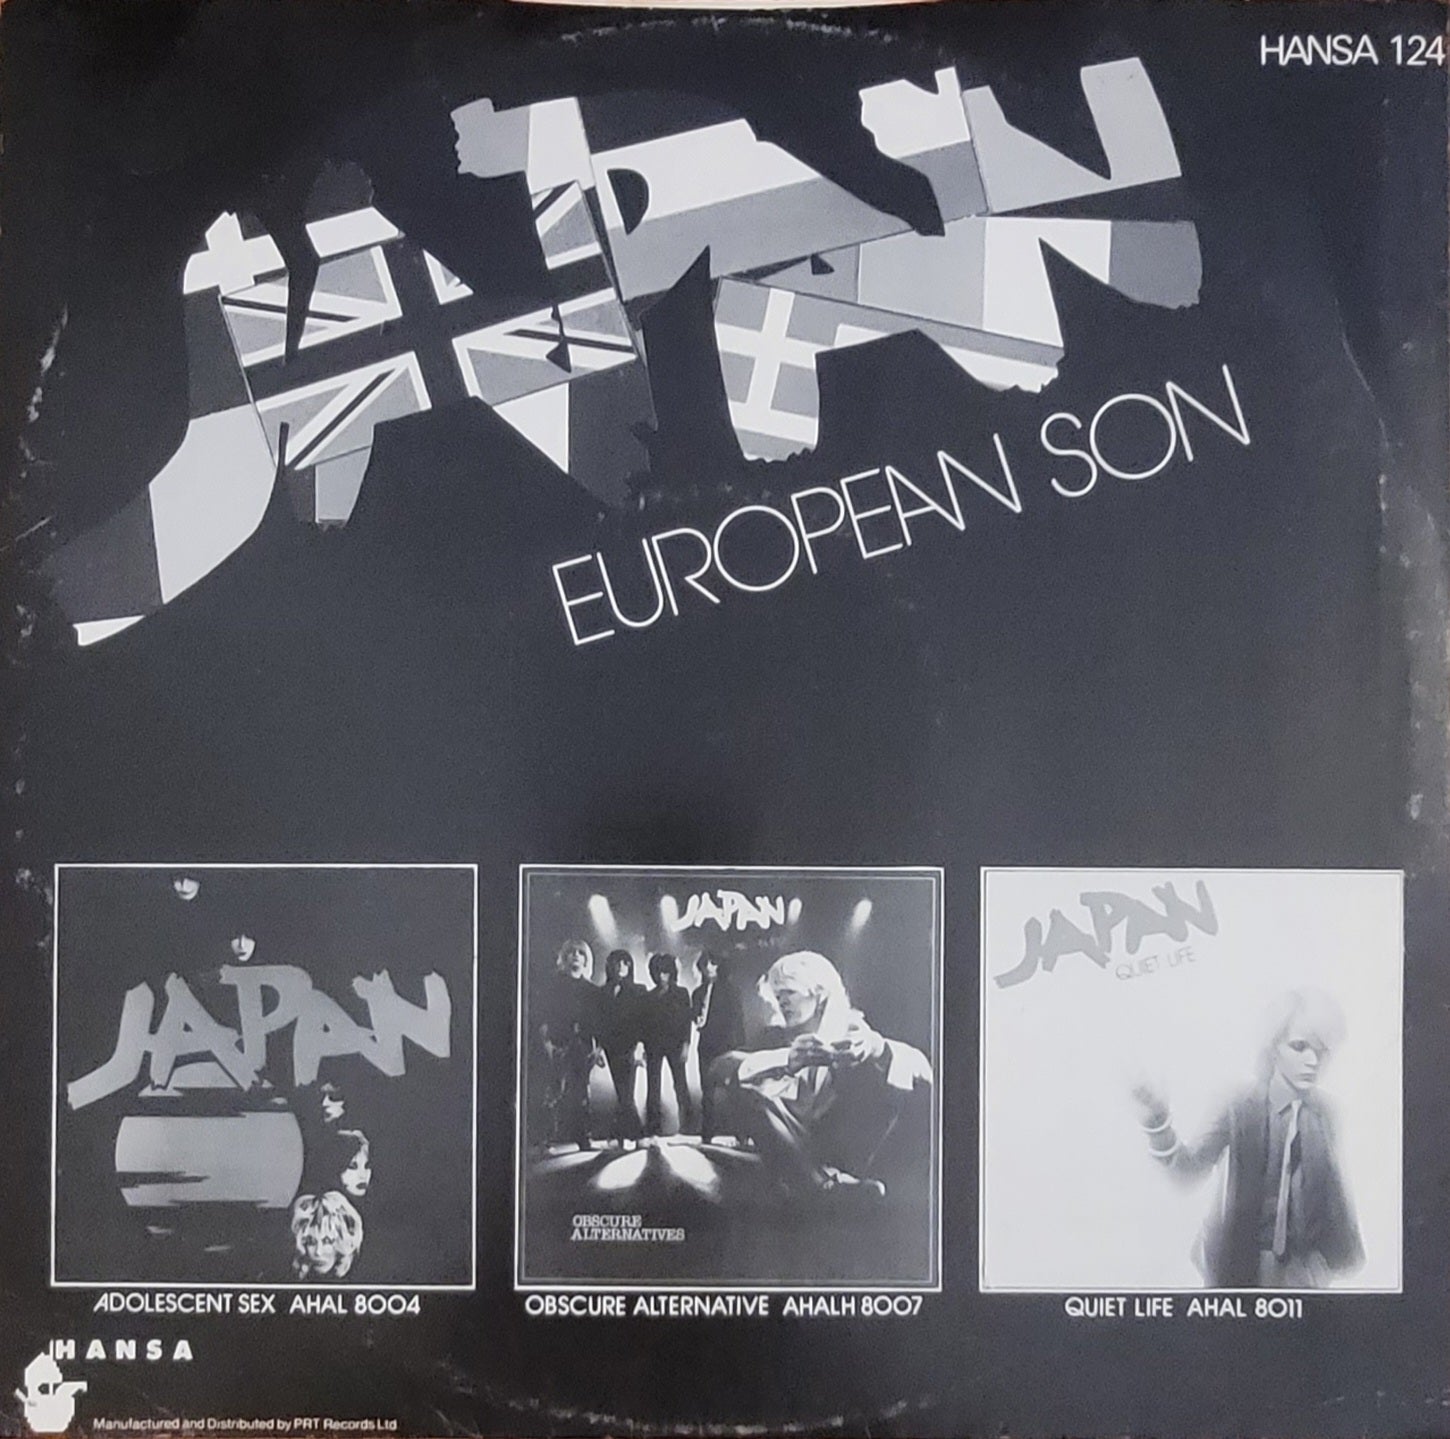 HANSA 124
JAPAN
EUROPEAN SON
JAPAN
JAPAN
OBSCURE
ALTERNATIVES
JAPAN
QUIET LIFE
ADOLESCENT SEX AHAL 8004
OBSCURE ALTERNATIVE AHALH 8007
QUIET LIFE AHAL 8011
HANSA
Manufactured and Distributed by PRT Records Ltd